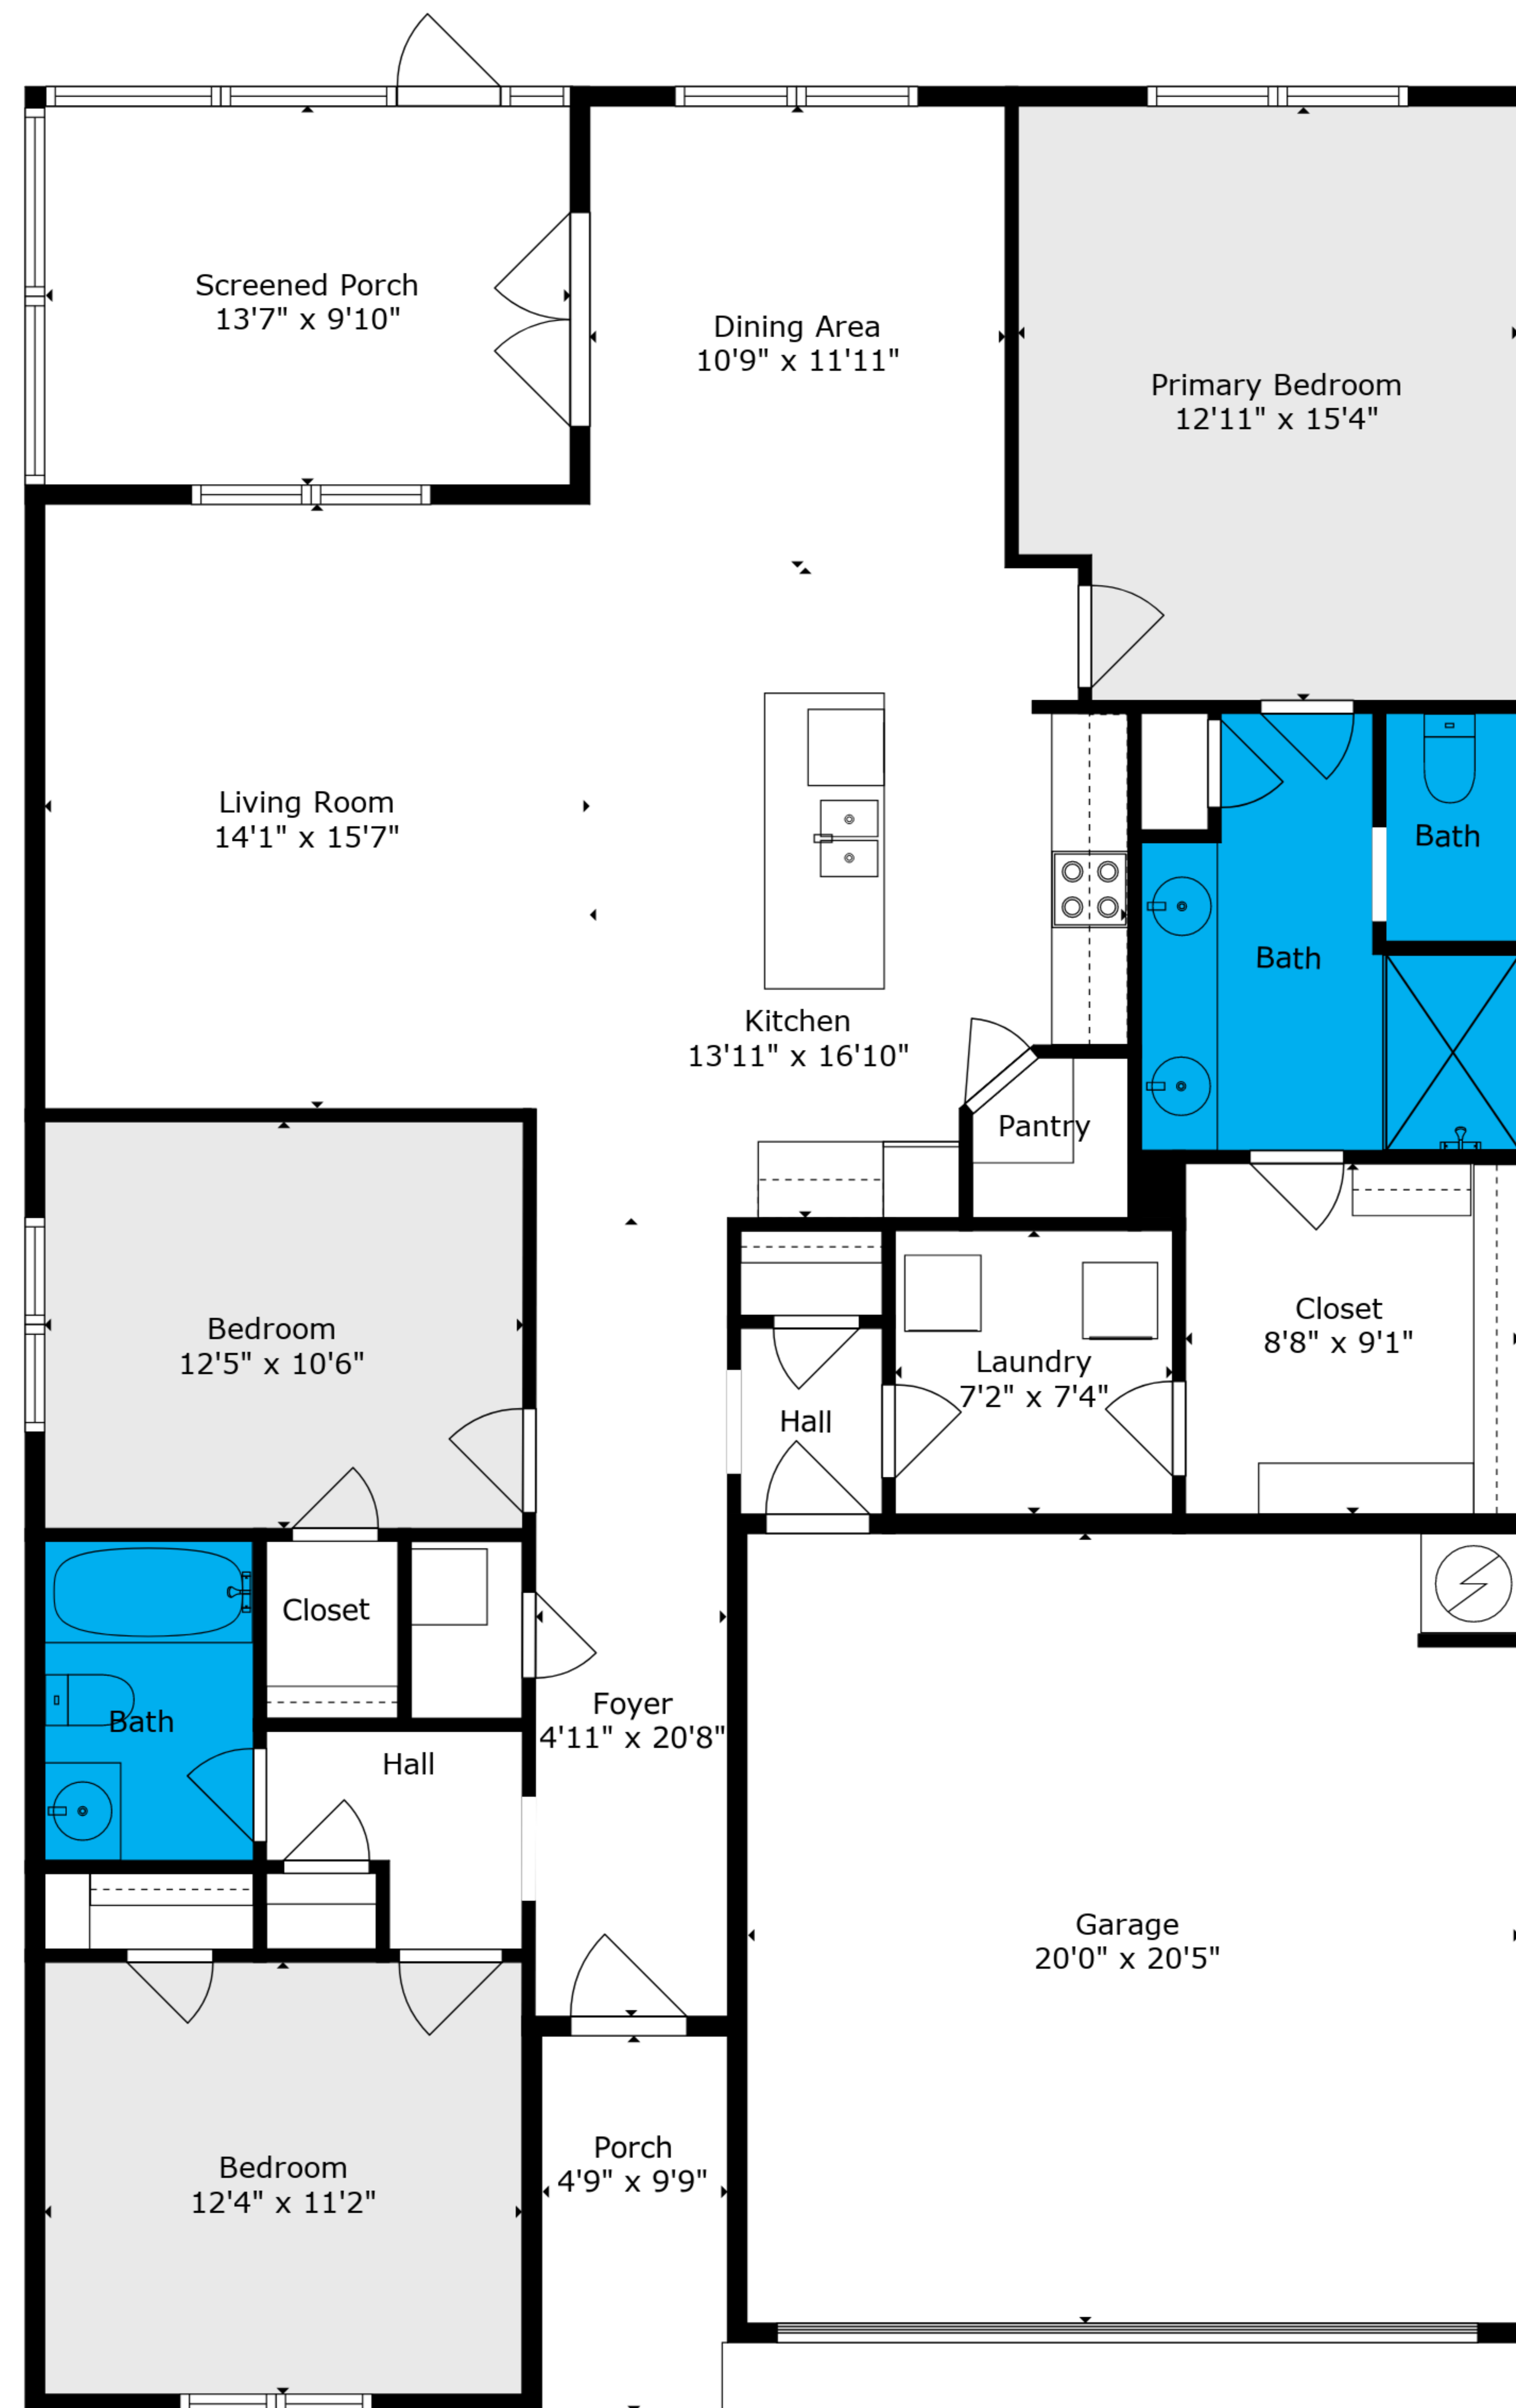 Screened Porch
13'7" x 9'10"
Dining Area
10'9" x 11'11"
Primary Bedroom
12'11" x 15'4"
Living Room
14'1" x 15'7"
Bath
Bath
Kitchen
13'11" x 16'10"
Pantry
Bedroom
12'5" x 10'6"
Closet
8'8" x 9'1"
Laundry
7'2" x 7'4"
Hall
Closet
Foyer
4'11" x 20'8"
Bath
Hall
Garage
20'0" x 20'5"
Porch
4'9" x 9'9"
Bedroom
12'4" x 11'2"